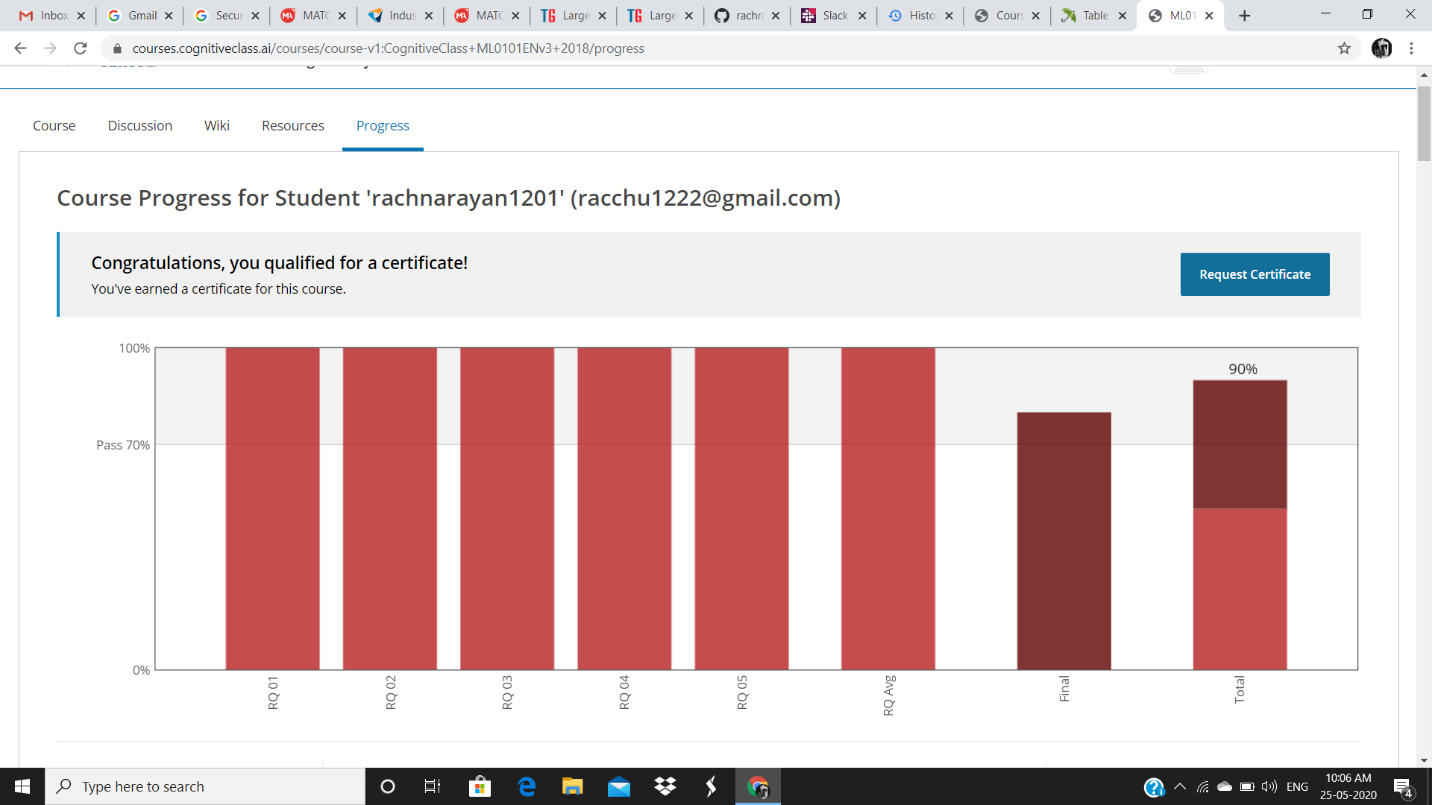 Inbox Gmail Secur MATC Indus MATC Large Large rachn Slack Histo Cours Table ML01
courses.cognitiveclass.ai/courses/course-v1:CognitiveClass+ML0101ENv3+2018/progress
Course Discussion Wiki Resources Progress
Course Progress for Student 'rachnarayan1201' (racchu1222@gmail.com)
Congratulations, you qualified for a certificate!
You've earned a certificate for this course.
Request Certificate
100%
90%
Pass 70%
0%
RQ 01 RQ 02 RQ 03 RQ 04 RQ 05 RQ Avg Final Total
Type here to search
ENG
10:06 AM
25-05-2020
4